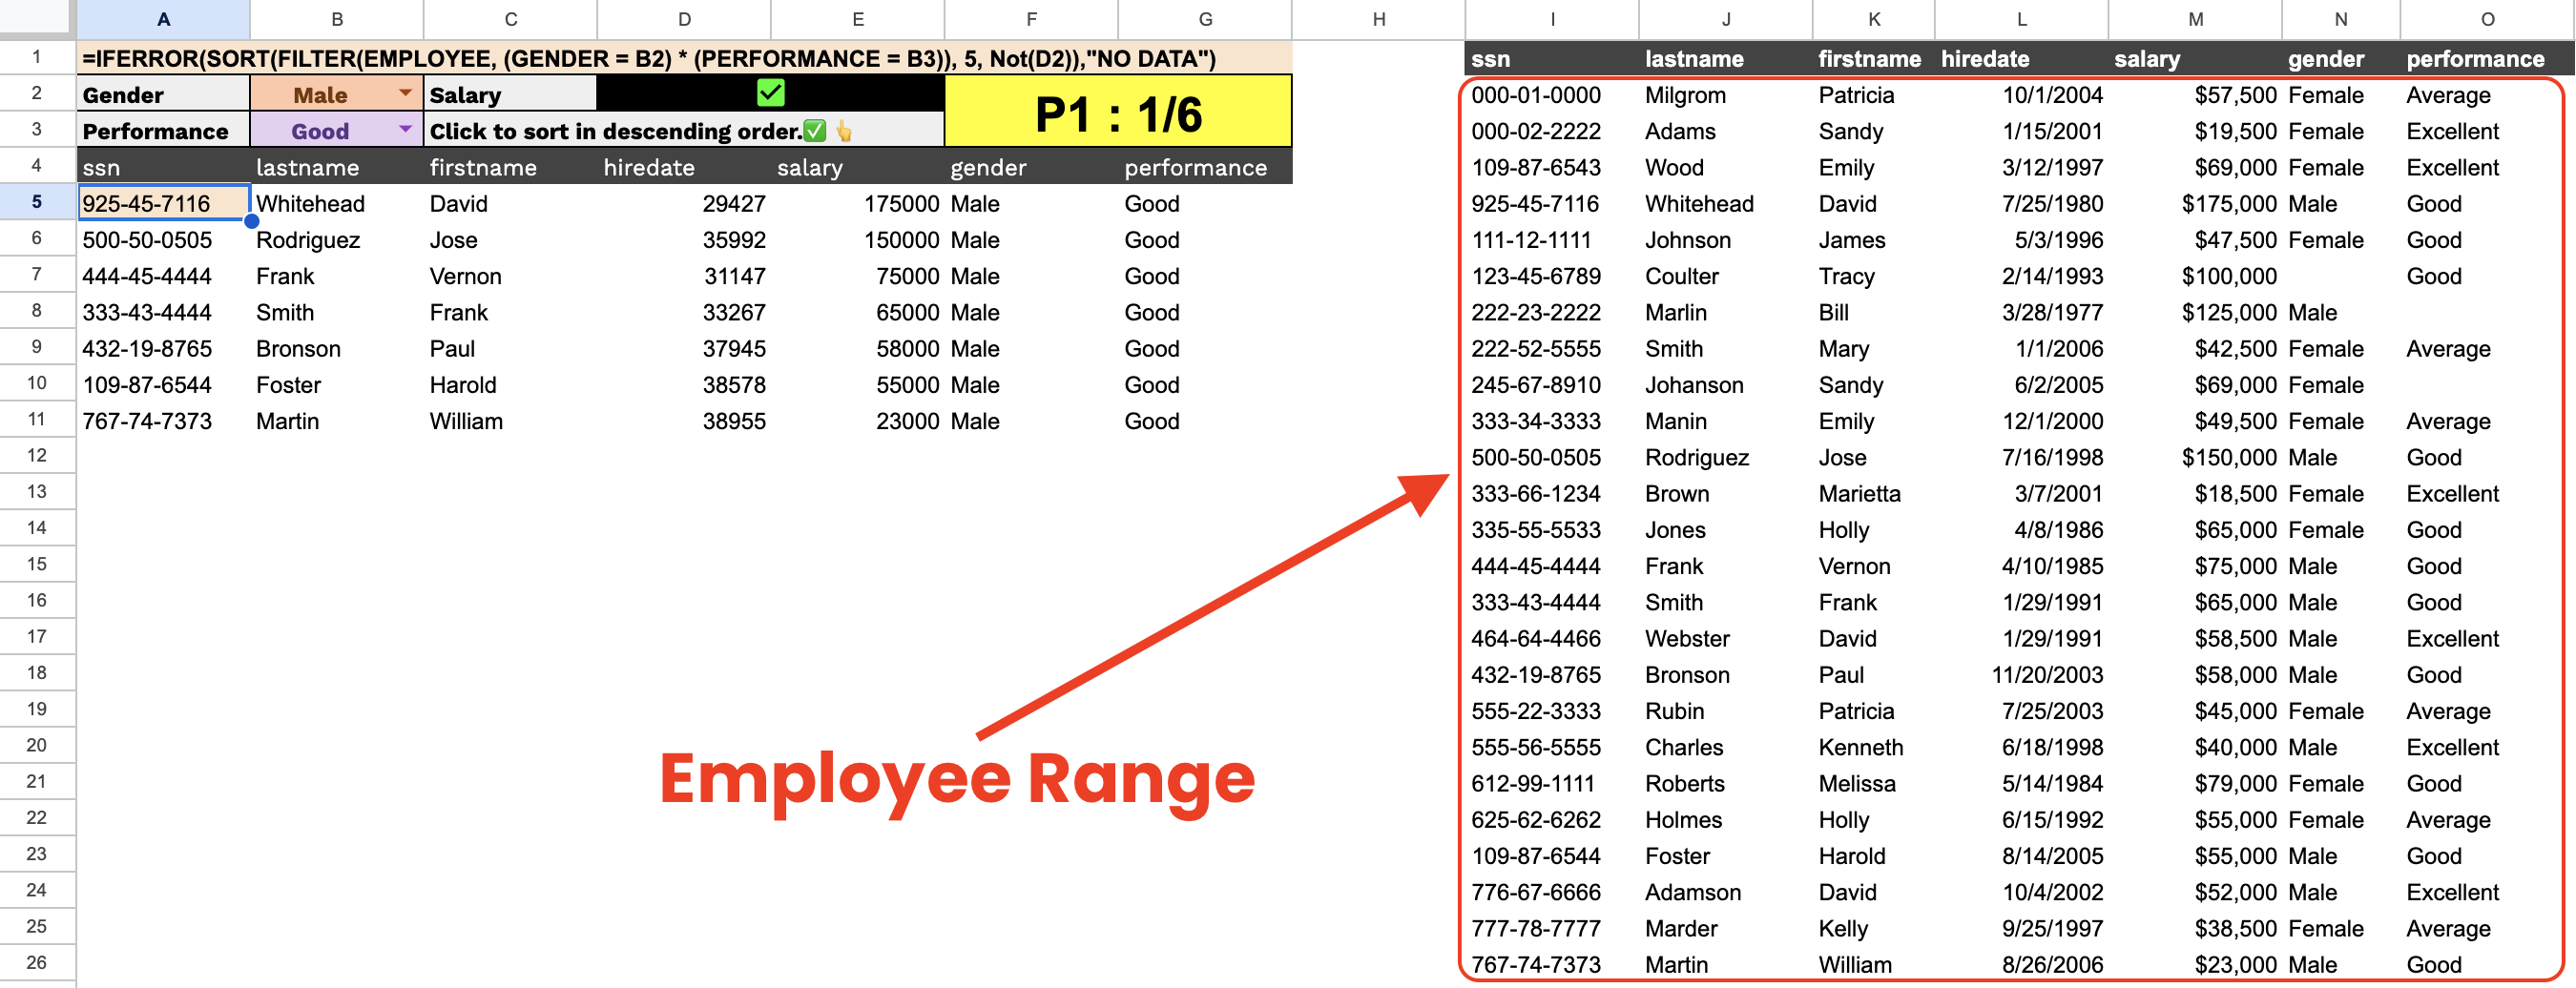 A B C D E F G H I J K L M N O
1 =IFERROR(SORT(FILTER(EMPLOYEE, (GENDER = B2) * (PERFORMANCE = B3)), 5, Not(D2)),"NO DATA") ssn lastname firstname hiredate salary gender performance
2 Gender Male Salary ✅ P1 : 1/6 000-01-0000 Milgrom Patricia 10/1/2004 $57,500 Female Average
3 Performance Good Click to sort in descending order.✅👆 000-02-2222 Adams Sandy 1/15/2001 $19,500 Female Excellent
4 ssn lastname firstname hiredate salary gender performance 109-87-6543 Wood Emily 3/12/1997 $69,000 Female Excellent
5 925-45-7116 Whitehead David 29427 175000 Male Good 925-45-7116 Whitehead David 7/25/1980 $175,000 Male Good
6 500-50-0505 Rodriguez Jose 35992 150000 Male Good 111-12-1111 Johnson James 5/3/1996 $47,500 Female Good
7 444-45-4444 Frank Vernon 31147 75000 Male Good 123-45-6789 Coulter Tracy 2/14/1993 $100,000 Good
8 333-43-4444 Smith Frank 33267 65000 Male Good 222-23-2222 Marlin Bill 3/28/1977 $125,000 Male
9 432-19-8765 Bronson Paul 37945 58000 Male Good 222-52-5555 Smith Mary 1/1/2006 $42,500 Female Average
10 109-87-6544 Foster Harold 38578 55000 Male Good 245-67-8910 Johanson Sandy 6/2/2005 $69,000 Female
11 767-74-7373 Martin William 38955 23000 Male Good 333-34-3333 Manin Emily 12/1/2000 $49,500 Female Average
12 500-50-0505 Rodriguez Jose 7/16/1998 $150,000 Male Good
13 333-66-1234 Brown Marietta 3/7/2001 $18,500 Female Excellent
14 335-55-5533 Jones Holly 4/8/1986 $65,000 Female Good
15 444-45-4444 Frank Vernon 4/10/1985 $75,000 Male Good
16 333-43-4444 Smith Frank 1/29/1991 $65,000 Male Good
17 464-64-4466 Webster David 1/29/1991 $58,500 Male Excellent
18 432-19-8765 Bronson Paul 11/20/2003 $58,000 Male Good
19 555-22-3333 Rubin Patricia 7/25/2003 $45,000 Female Average
20 555-56-5555 Charles Kenneth 6/18/1998 $40,000 Male Excellent
21 Employee Range 612-99-1111 Roberts Melissa 5/14/1984 $79,000 Female Good
22 625-62-6262 Holmes Holly 6/15/1992 $55,000 Female Average
23 109-87-6544 Foster Harold 8/14/2005 $55,000 Male Good
24 776-67-6666 Adamson David 10/4/2002 $52,000 Male Excellent
25 777-78-7777 Marder Kelly 9/25/1997 $38,500 Female Average
26 767-74-7373 Martin William 8/26/2006 $23,000 Male Good